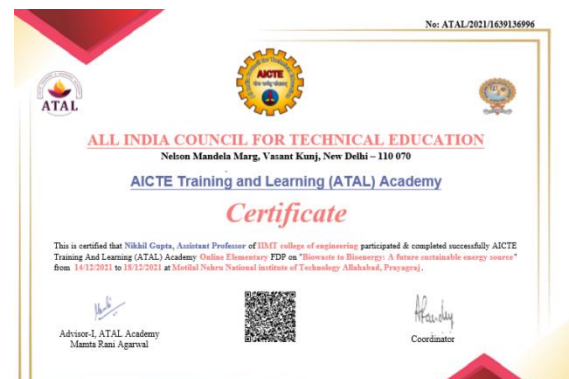 No: ATAL/2021/1639136996
AICTE
ATAL
ALL INDIA COUNCIL FOR TECHNICAL EDUCATION
Nelson Mandela Marg, Vasant Kunj, New Delhi – 110 070
AICTE Training and Learning (ATAL) Academy
Certificate
This is certified that Nikhil Gupta, Assistant Professor of IIMT college of engineering participated & completed successfully AICTE
Training And Learning (ATAL) Academy Online Elementary FDP on "Biowaste to Bioenergy: A future sustainable energy source"
from 14/12/2021 to 18/12/2021 at Motilal Nehru National institute of Technology Allahabad, Prayagraj.
Advisor-I, ATAL Academy
Mamta Rani Agarwal
Coordinator